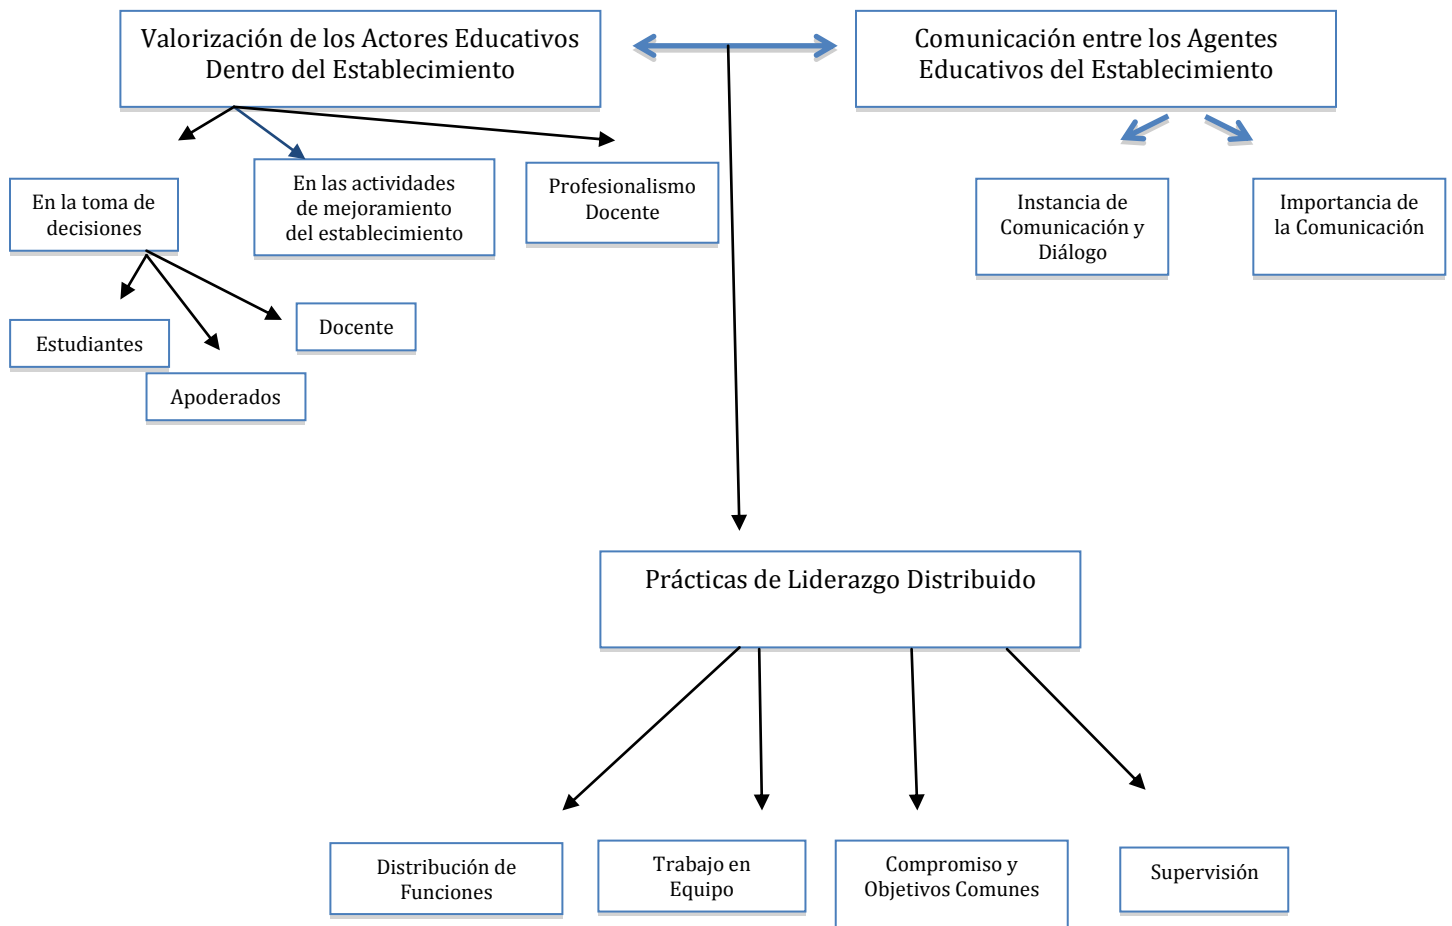 Valorización de los Actores Educativos
Dentro del Establecimiento
Comunicación entre los Agentes
Educativos del Establecimiento
En la toma de
decisiones
En las actividades
de mejoramiento
del establecimiento
Profesionalismo
Docente
Instancia de
Comunicación y
Diálogo
Importancia de
la Comunicación
Estudiantes
Apoderados
Docente
Prácticas de Liderazgo Distribuido
Distribución de
Funciones
Trabajo en
Equipo
Compromiso y
Objetivos Comunes
Supervisión